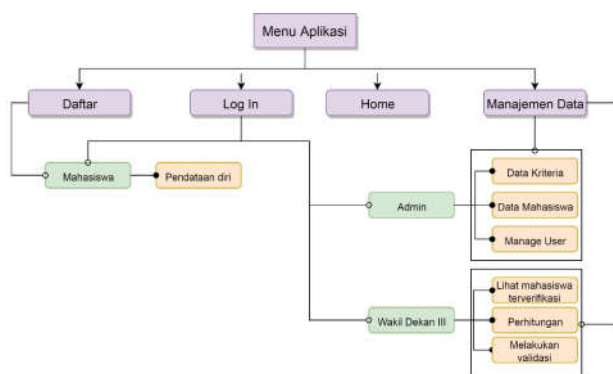 Menu Aplikasi
Daftar
Log In
Home
Manajemen Data
Mahasiswa
Pendataan diri
Data Kriteria
Admin
Data Mahasiswa
Manage User
Lihat mahasiswa
terverifikasi
Wakil Dekan III
Perhitungan
Melakukan
validasi